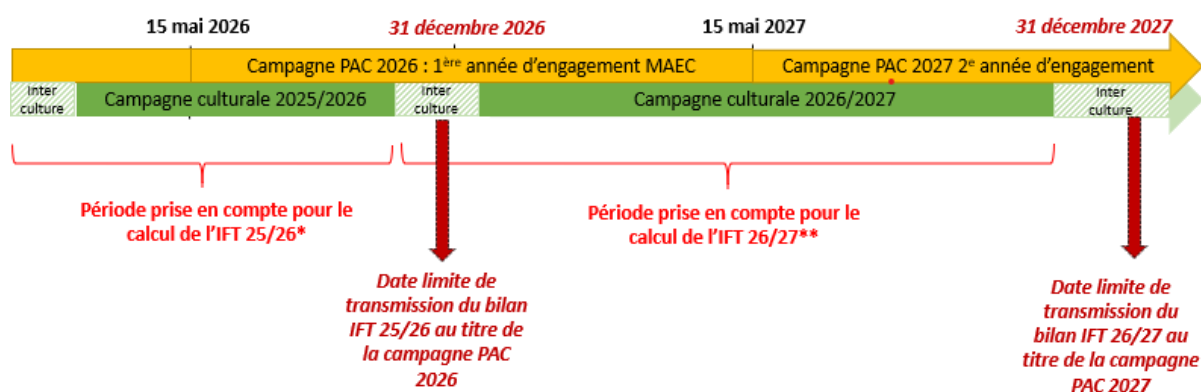 15 mai 2026
31 décembre 2026
15 mai 2027
31 décembre 2027
Campagne PAC 2026 : 1ère année d’engagement MAEC
Campagne PAC 2027 2e année d’engagement
Inter
culture
Campagne culturale 2025/2026
Inter
culture
Campagne culturale 2026/2027
Inter
culture
Période prise en compte pour le
calcul de l’IFT 25/26*
Période prise en compte pour le
calcul de l’IFT 26/27**
Date limite de
transmission du bilan
IFT 25/26 au titre de
la campagne PAC
2026
Date limite de
transmission du
bilan IFT 26/27 au
titre de la campagne
PAC 2027